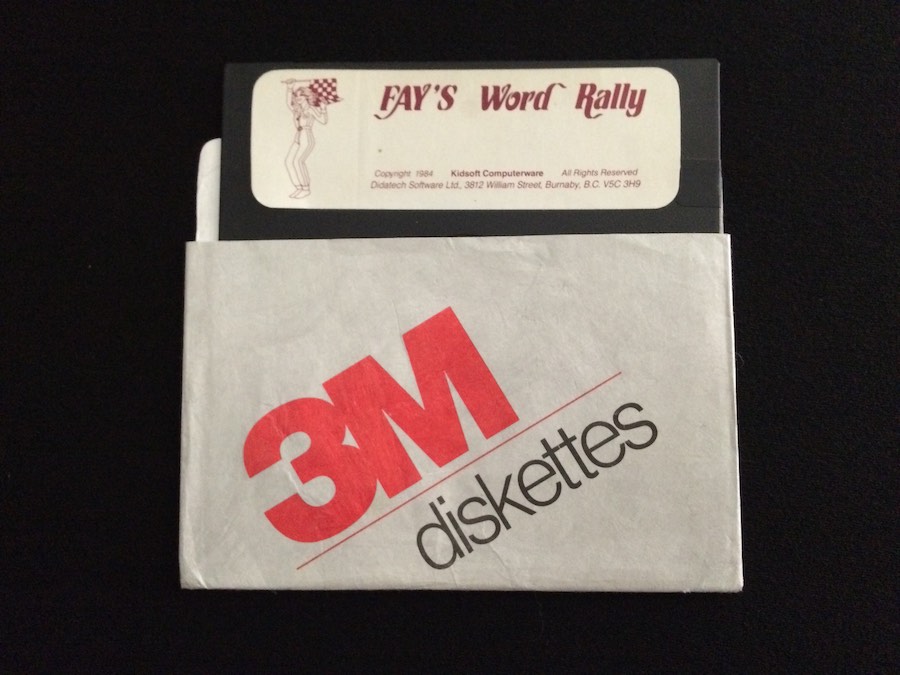 FAY'S Word Rally
Copyright 1984 Kidsoft Computerware All Rights Reserved
Didatech Software Ltd., 3812 William Street, Burnaby, B.C. V5C 3H9
3M
diskettes